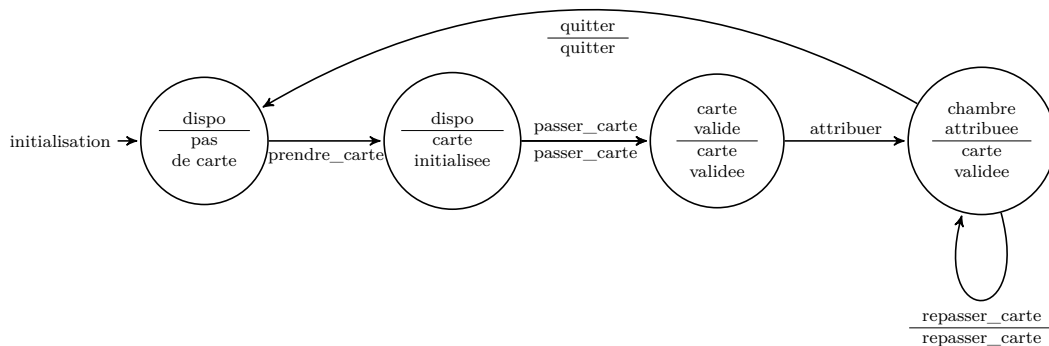 quitter
quitter
initialisation
dispo
pas
de carte
prendre_carte
dispo
carte
initialisee
passer_carte
passer_carte
carte
valide
carte
validee
attribuer
chambre
attribuee
carte
validee
repasser_carte
repasser_carte